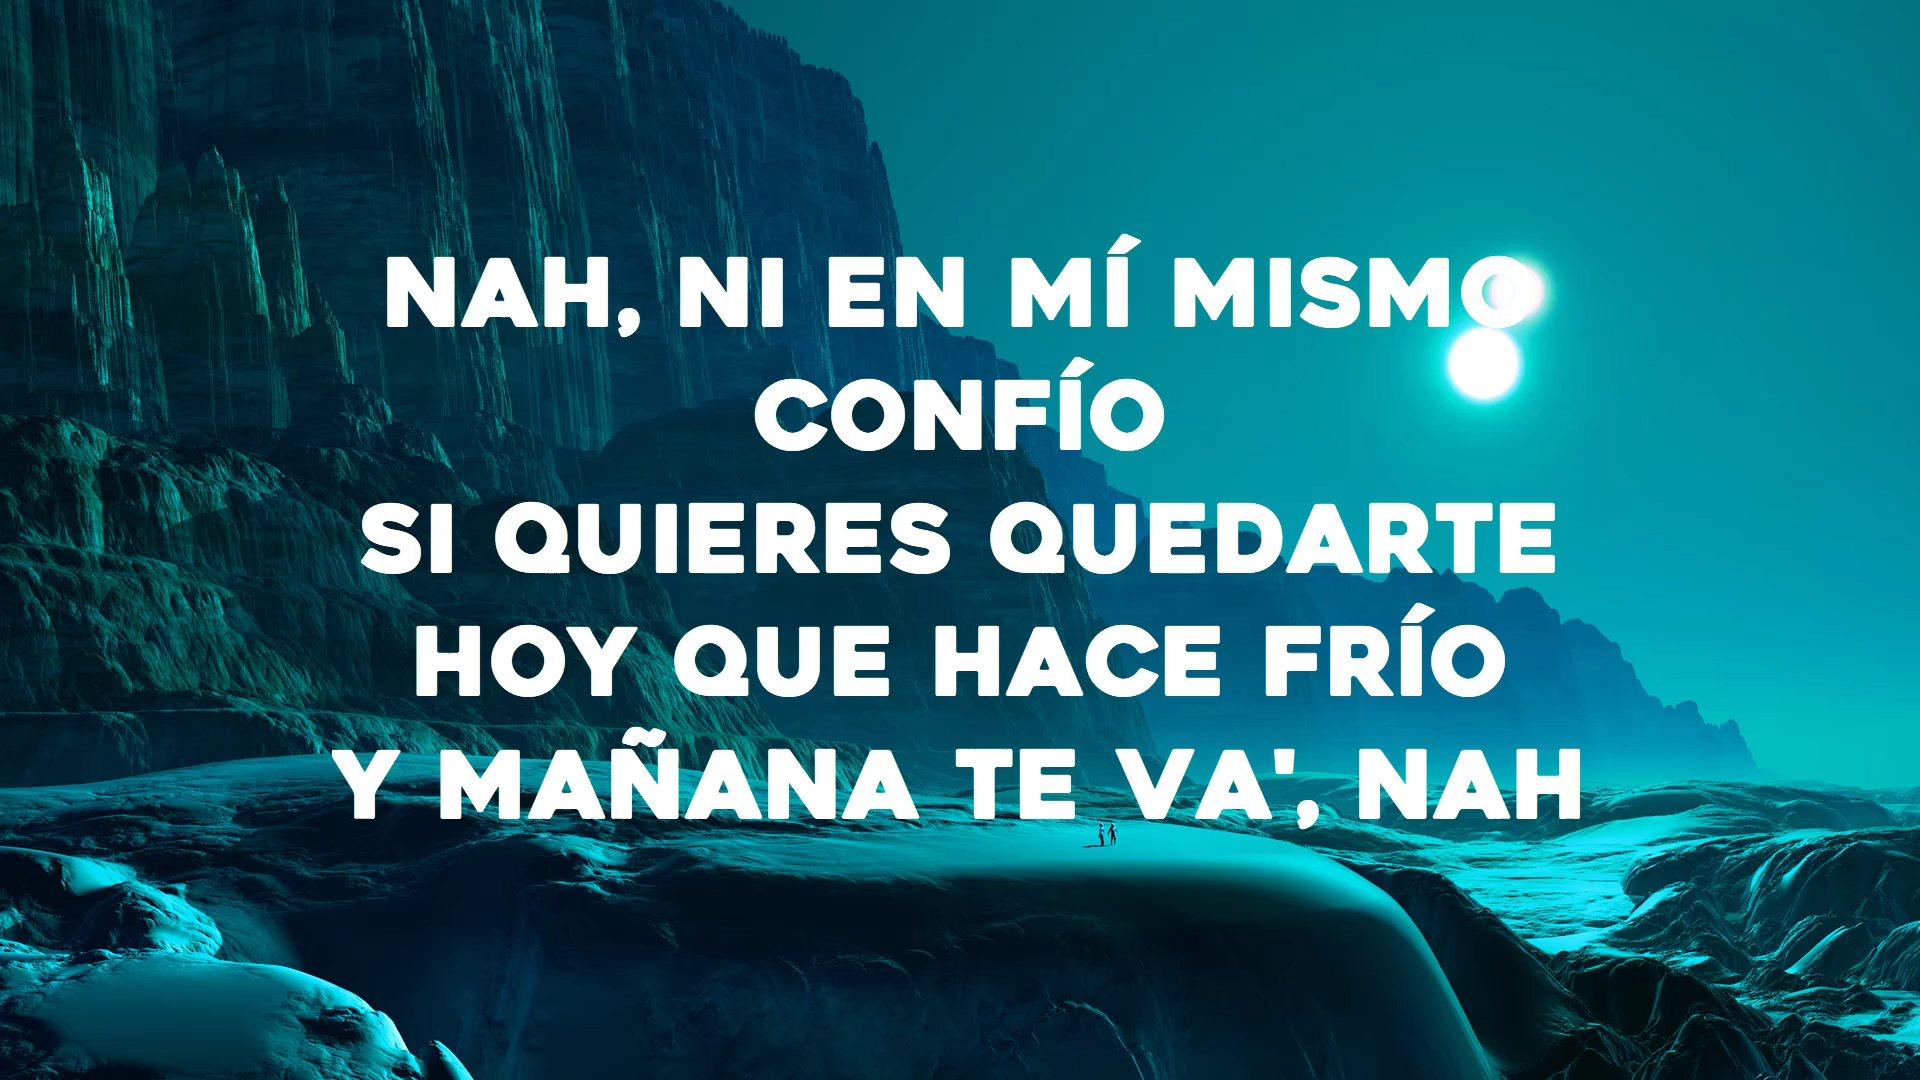 NAH, NI EN MÍ MISMO
CONFÍO
SI QUIERES QUEDARTE
HOY QUE HACE FRÍO
Y MAÑANA TE VA', NAH